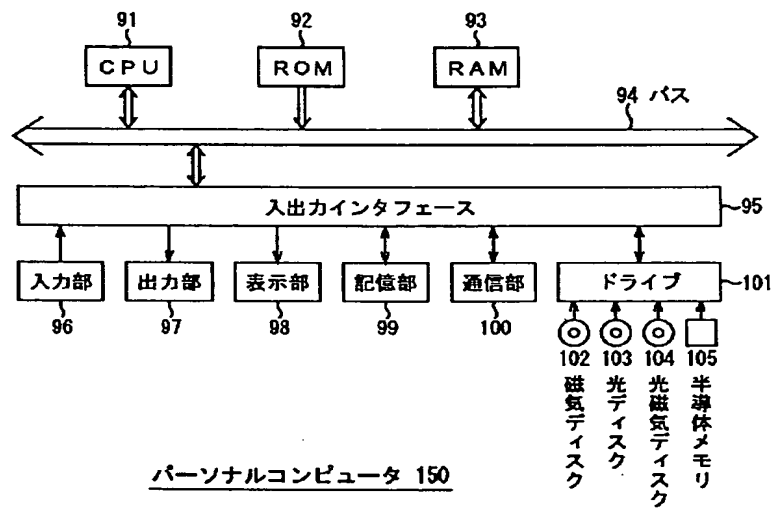 91
92
93
CPU
ROM
RAM
94 バス
入出力インタフェース
95
入力部
出力部
表示部
記憶部
通信部
ドライブ
101
96
97
98
99
100
102
103
104
105
磁気ディスク
光ディスク
光磁気ディスク
半導体メモリ
パーソナルコンピュータ 150